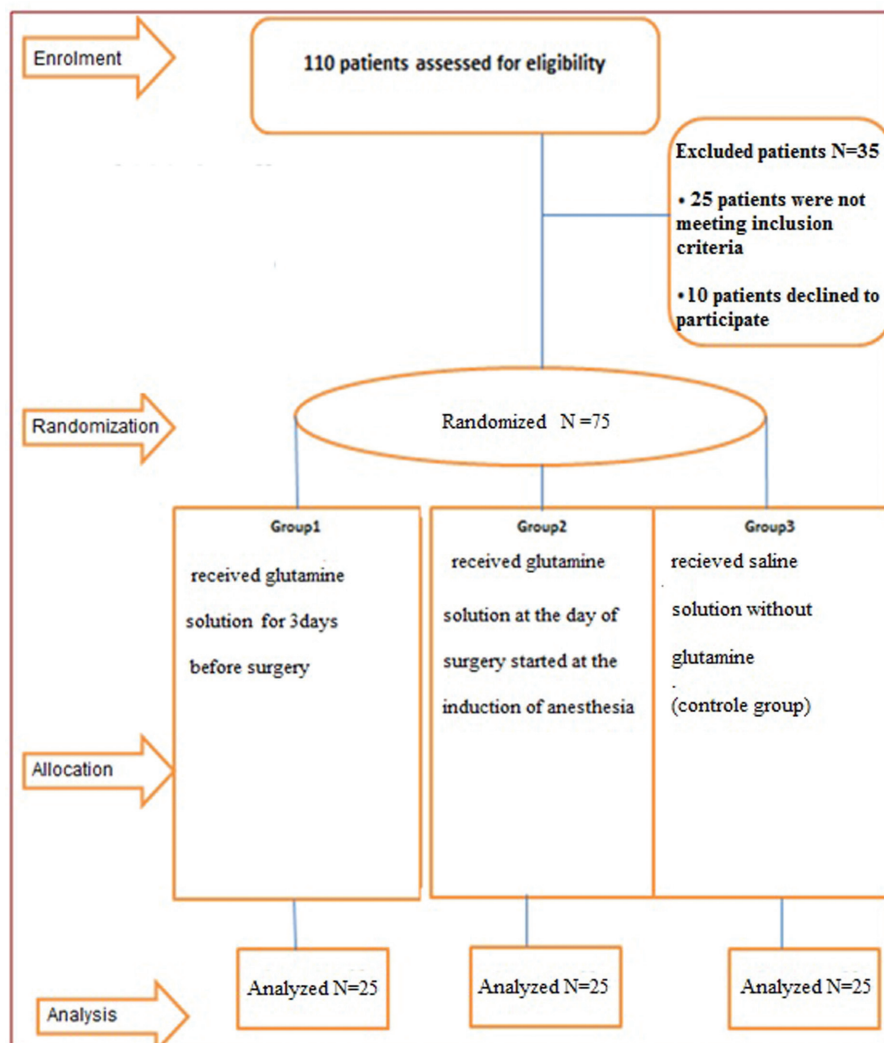 Enrolment
110 patients assessed for eligibility
Excluded patients N=35
• 25 patients were not
meeting inclusion
criteria
•10 patients declined to
participate
Randomization
Randomized N =75
Group1
received glutamine
solution for 3days
before surgery
Group2
received glutamine
solution at the day of
surgery started at the
induction of anesthesia
Group3
recieved saline
solution without
glutamine
(controle group)
Allocation
Analyzed N=25
Analyzed N=25
Analyzed N=25
Analysis